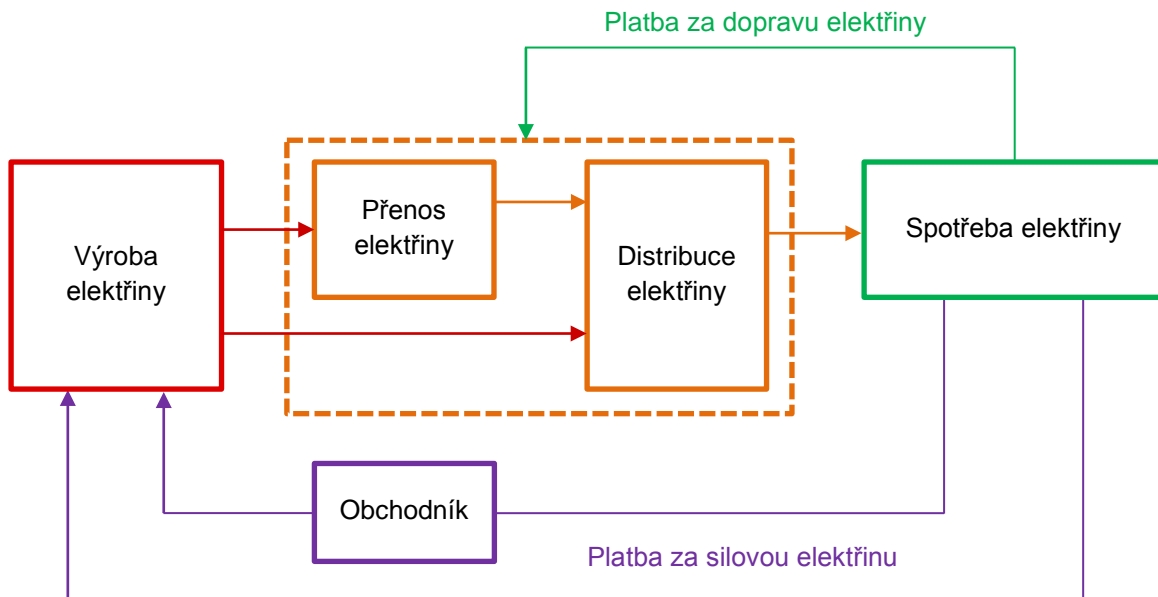 Platba za dopravu elektřiny
Výroba
elektřiny
Přenos
elektřiny
Distribuce
elektřiny
Spotřeba elektřiny
Obchodník
Platba za silovou elektřinu